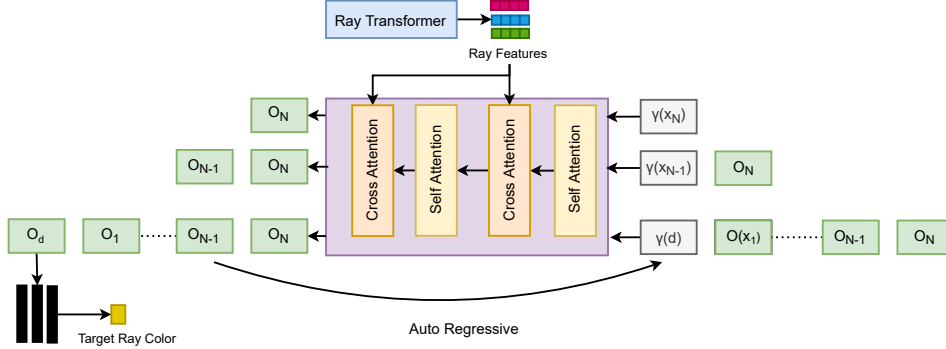 Ray Transformer
Ray Features
Cross Attention
Self Attention
Cross Attention
Self Attention
O_N
γ(x_N)
O_N-1 O_N
γ(x_N-1) O_N
O_d O_1 O_N-1 O_N
γ(d) O(x_1) O_N-1 O_N
Target Ray Color
Auto Regressive